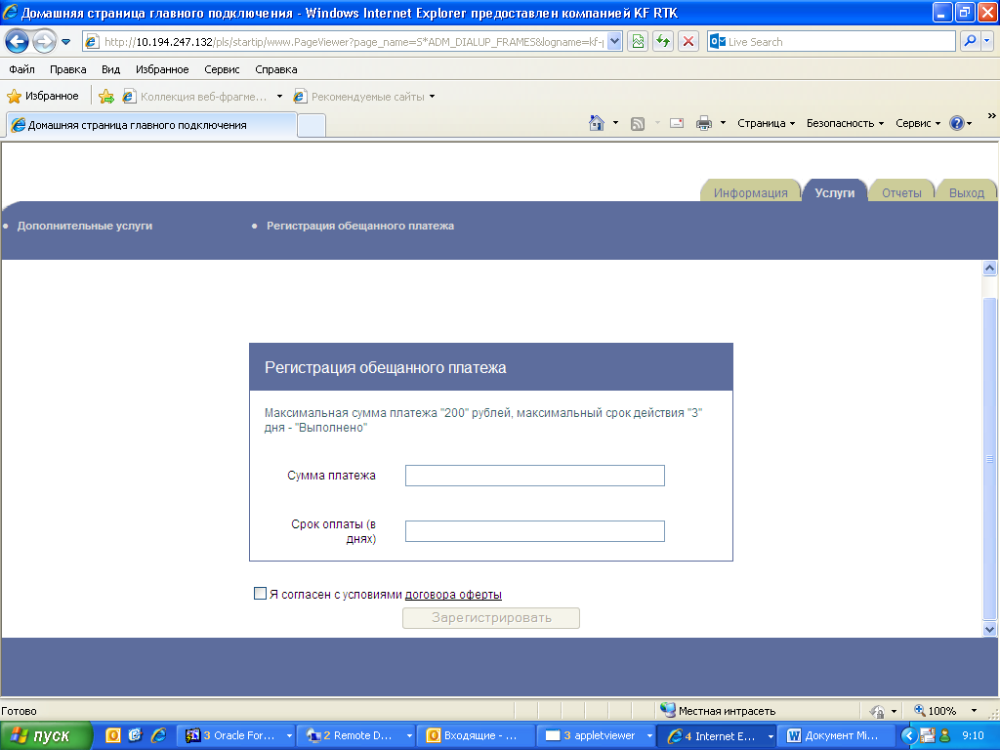 Домашняя страница главного подключения - Windows Internet Explorer предоставлен компанией KF RTK
http://10.194.247.132/pls/startip/www.PageViewer?page_name=S*ADM_DIALUP_FRAMES&logname=kf-
Live Search
Файл Правка Вид Избранное Сервис Справка
Избранное Коллекция веб-фрагме... Рекомендуемые сайты
Домашняя страница главного подключения
Страница Безопасность Сервис »
Информация Услуги Отчеты Выход
• Дополнительные услуги • Регистрация обещанного платежа
Регистрация обещанного платежа
Максимальная сумма платежа "200" рублей, максимальный срок действия "3"
дня - "Выполнено"
Сумма платежа
Срок оплаты (в
днях)
Я согласен с условиями договора оферты
Зарегистрировать
Готово Местная интрасеть 100%
пуск 3 Oracle For... 2 Remote D... Входящие - ... 3 appletviewer 4 Internet E... Документ Mi... 9:10